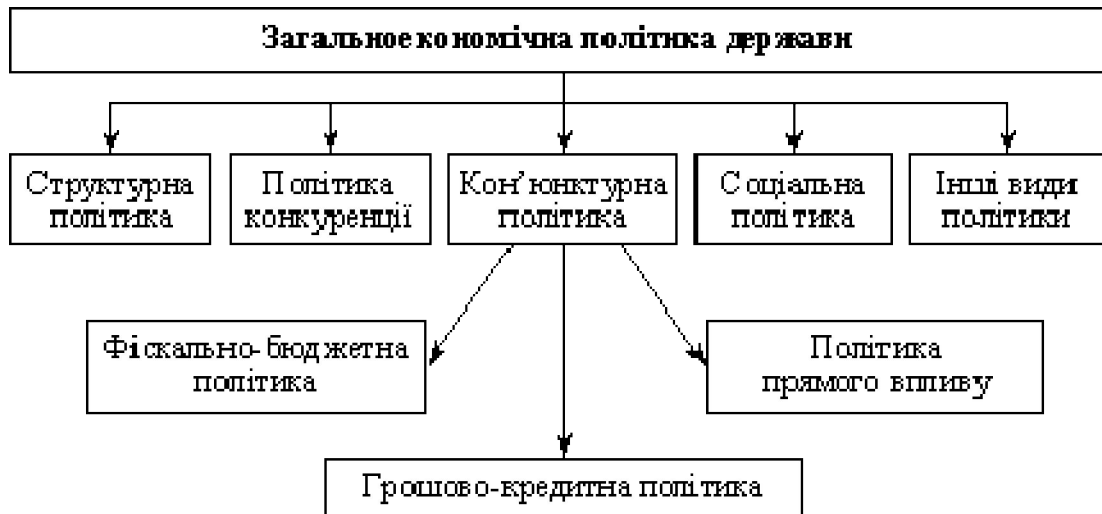 Загальноекономічна політика держави
Структурна
політика
Політика
конкуренції
Кон’юнктурна
політика
Соціальна
політика
Інші види
політики
Фіскально-бюджетна
політика
Політика
прямого впливу
Грошово-кредитна політика